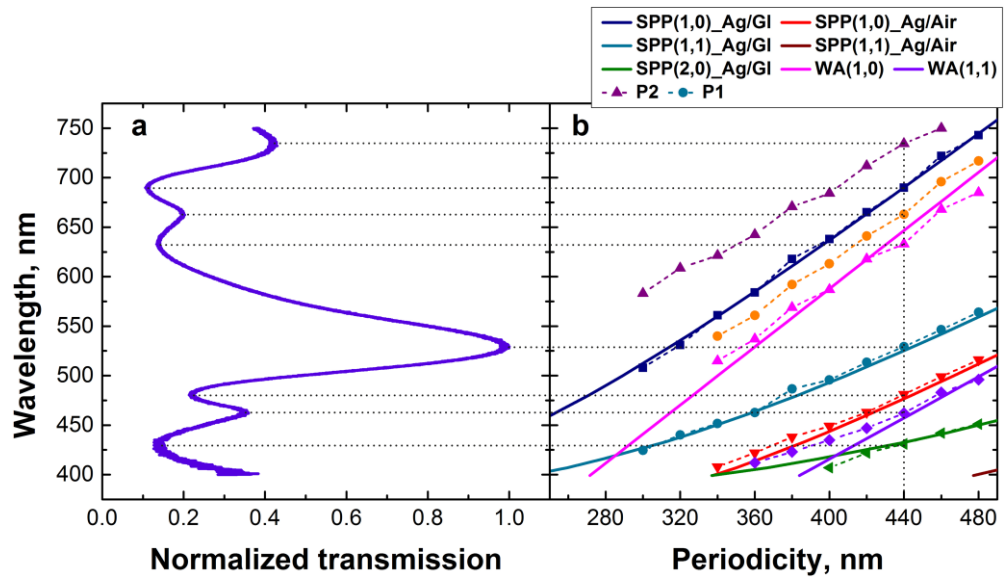 SPP(1,0)_Ag/Gl SPP(1,0)_Ag/Air
SPP(1,1)_Ag/Gl SPP(1,1)_Ag/Air
SPP(2,0)_Ag/Gl WA(1,0) WA(1,1)
P2 P1
a b
750
700
650
600
550
500
450
400
Wavelength, nm
0.0 0.2 0.4 0.6 0.8 1.0 280 320 360 400 440 480
Normalized transmission Periodicity, nm